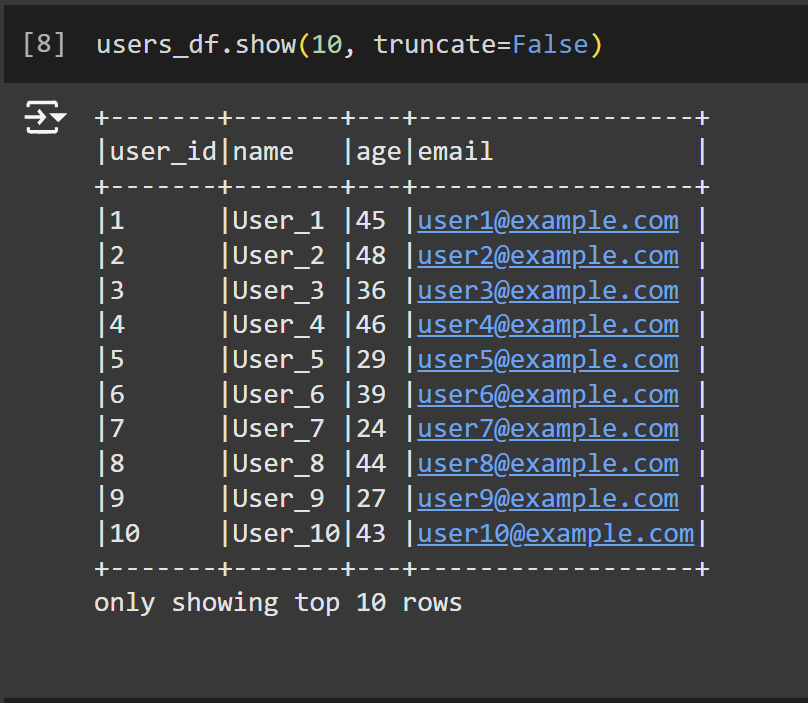 [8] users_df.show(10, truncate=False)
+-------+-------+---+------------------+
|user_id|name   |age|email             |
+-------+-------+---+------------------+
|1      |User_1 |45 |user1@example.com |
|2      |User_2 |48 |user2@example.com |
|3      |User_3 |36 |user3@example.com |
|4      |User_4 |46 |user4@example.com |
|5      |User_5 |29 |user5@example.com |
|6      |User_6 |39 |user6@example.com |
|7      |User_7 |24 |user7@example.com |
|8      |User_8 |44 |user8@example.com |
|9      |User_9 |27 |user9@example.com |
|10     |User_10|43 |user10@example.com|
+-------+-------+---+------------------+
only showing top 10 rows